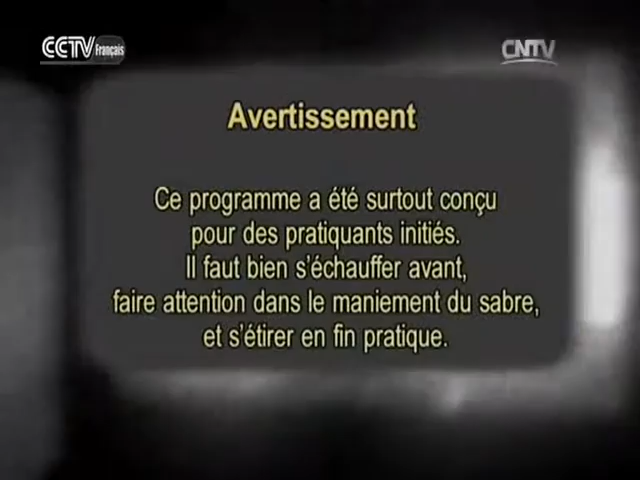 CCTV Français
CNTV
Avertissement
Ce programme a été surtout conçu
pour des pratiquants initiés.
Il faut bien s'échauffer avant,
faire attention dans le maniement du sabre,
et s'étirer en fin pratique.